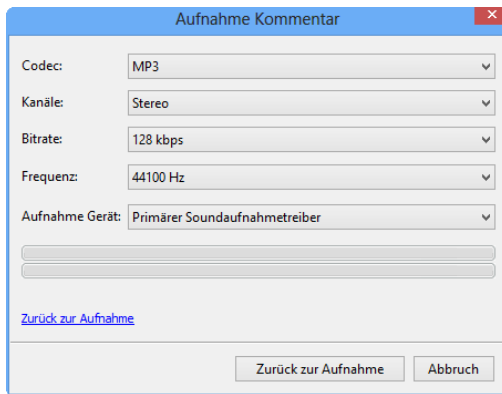 Aufnahme Kommentar
Codec: MP3
Kanäle: Stereo
Bitrate: 128 kbps
Frequenz: 44100 Hz
Aufnahme Gerät: Primärer Soundaufnahmetreiber
Zurück zur Aufnahme
Zurück zur Aufnahme Abbruch